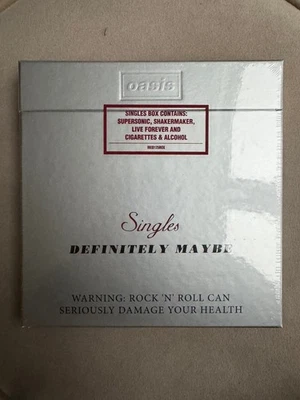 oasis
SINGLES BOX CONTAINS:
SUPERSONIC, SHAKERMAKER,
LIVE FOREVER AND
CIGARETTES & ALCOHOL
Singles
DEFINITELY MAYBE
WARNING: ROCK 'N' ROLL CAN
SERIOUSLY DAMAGE YOUR HEALTH